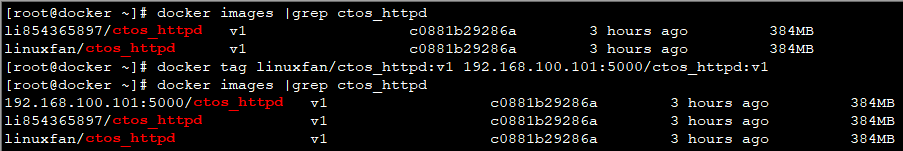 [root@docker ~]# docker images |grep ctos_httpd
li854365897/ctos_httpd v1 c0881b29286a 3 hours ago 384MB
linuxfan/ctos_httpd v1 c0881b29286a 3 hours ago 384MB
[root@docker ~]# docker tag linuxfan/ctos_httpd:v1 192.168.100.101:5000/ctos_httpd:v1
[root@docker ~]# docker images |grep ctos_httpd
192.168.100.101:5000/ctos_httpd v1 c0881b29286a 3 hours ago 384MB
li854365897/ctos_httpd v1 c0881b29286a 3 hours ago 384MB
linuxfan/ctos_httpd v1 c0881b29286a 3 hours ago 384MB